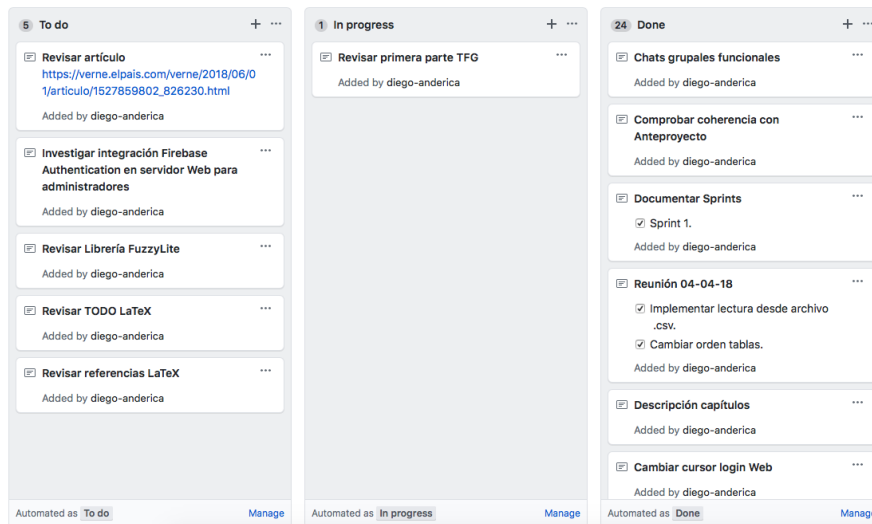 5 To do
Revisar artículo
https://verne.elpais.com/verne/2018/06/0
1/articulo/1527859802_826230.html
Added by diego-anderica
Investigar integración Firebase
Authentication en servidor Web para
administradores
Added by diego-anderica
Revisar Librería FuzzyLite
Added by diego-anderica
Revisar TODO LaTeX
Added by diego-anderica
Revisar referencias LaTeX
Added by diego-anderica
Automated as To do Manage
1 In progress
Revisar primera parte TFG
Added by diego-anderica
Automated as In progress Manage
24 Done
Chats grupales funcionales
Added by diego-anderica
Comprobar coherencia con
Anteproyecto
Added by diego-anderica
Documentar Sprints
Sprint 1.
Added by diego-anderica
Reunión 04-04-18
Implementar lectura desde archivo
.csv.
Cambiar orden tablas.
Added by diego-anderica
Descripción capítulos
Added by diego-anderica
Cambiar cursor login Web
Added by diego-anderica
Automated as Done Manage